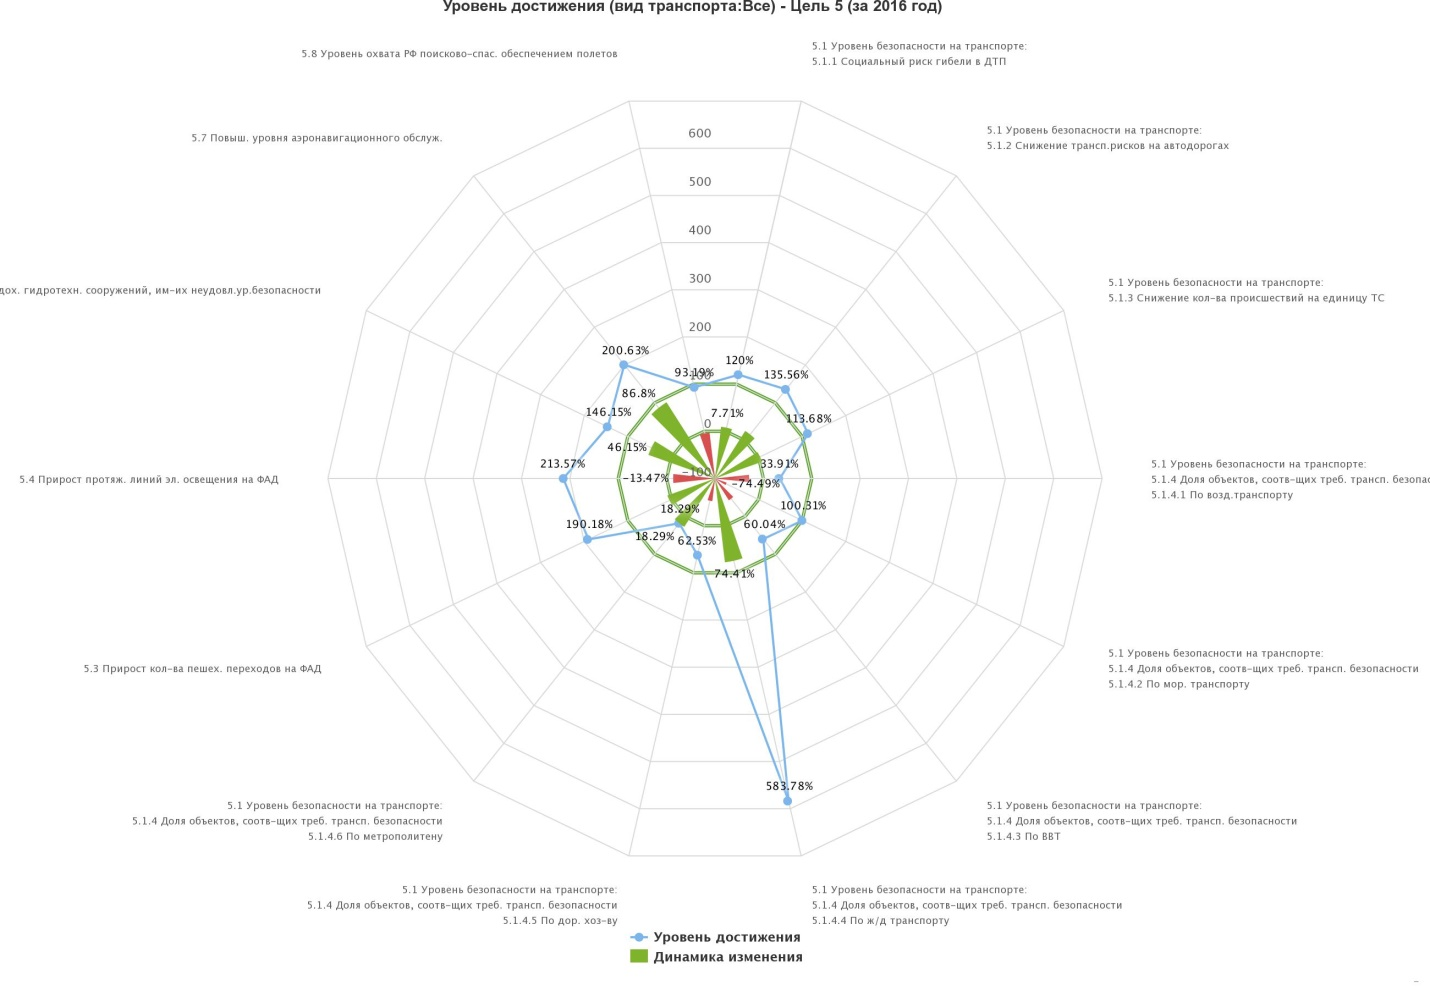 Уровень достижения (вид транспорта:Все) - Цель 5 (за 2016 год)
5.8 Уровень охвата РФ поисково-спас. обеспечением полетов
5.1 Уровень безопасности на транспорте:
5.1.1 Социальный риск гибели в ДТП
5.7 Повыш. уровня аэронавигационного обслуж.
5.1 Уровень безопасности на транспорте:
5.1.2 Снижение трансп.рисков на автодорогах
600
500
400
300
200
100
0
-100
дох. гидротехн. сооружений, им-их неудовл.ур.безопасности
5.1 Уровень безопасности на транспорте:
5.1.3 Снижение кол-ва происшествий на единицу ТС
200.63%
93.19%
120%
135.56%
86.8%
146.15%
7.71%
113.68%
46.15%
213.57%
33.91%
-13.47%
-74.49%
18.29%
100.31%
190.18%
18.29%
62.53%
60.04%
74.41%
583.78%
5.4 Прирост протяж. линий эл. освещения на ФАД
5.1 Уровень безопасности на транспорте:
5.1.4 Доля объектов, соотв-щих треб. трансп. безопас
5.1.4.1 По возд.транспорту
5.3 Прирост кол-ва пешех. переходов на ФАД
5.1 Уровень безопасности на транспорте:
5.1.4 Доля объектов, соотв-щих треб. трансп. безопасности
5.1.4.2 По мор. транспорту
5.1 Уровень безопасности на транспорте:
5.1.4 Доля объектов, соотв-щих треб. трансп. безопасности
5.1.4.6 По метрополитену
5.1 Уровень безопасности на транспорте:
5.1.4 Доля объектов, соотв-щих треб. трансп. безопасности
5.1.4.3 По ВВТ
5.1 Уровень безопасности на транспорте:
5.1.4 Доля объектов, соотв-щих треб. трансп. безопасности
5.1.4.5 По дор. хоз-ву
5.1 Уровень безопасности на транспорте:
5.1.4 Доля объектов, соотв-щих треб. трансп. безопасности
5.1.4.4 По ж/д транспорту
Уровень достижения
Динамика изменения